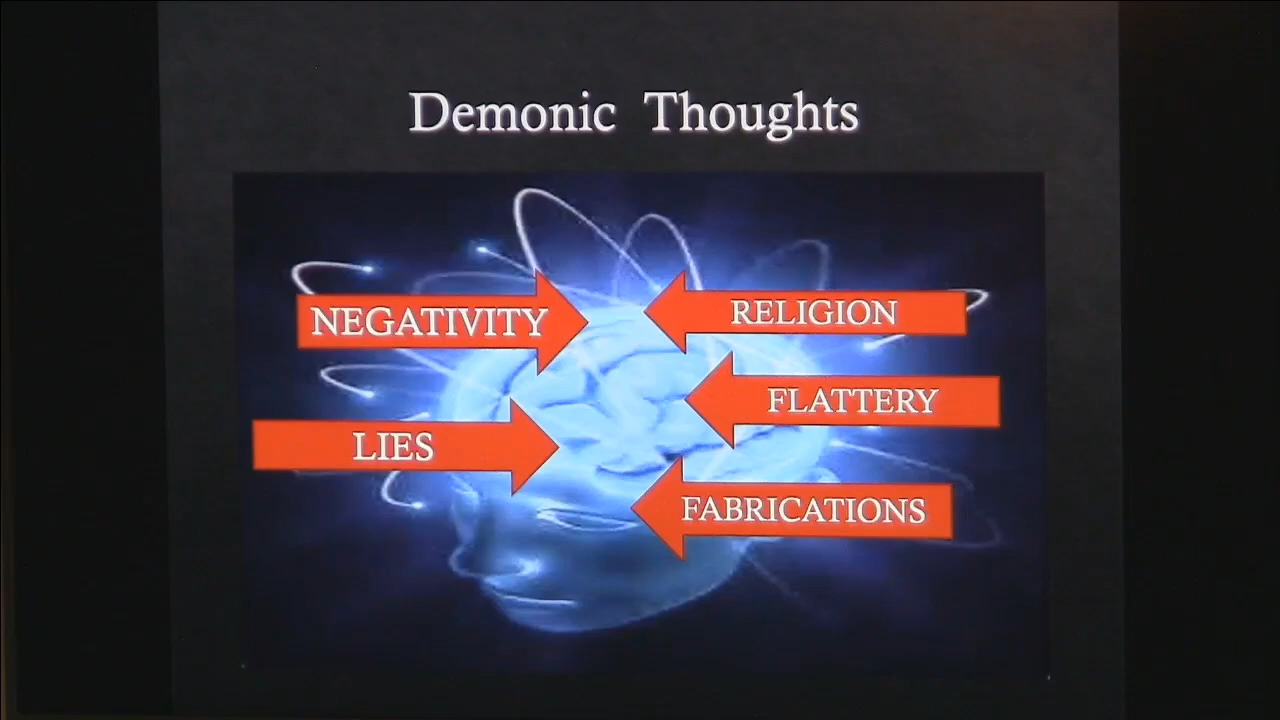 Demonic Thoughts
NEGATIVITY
RELIGION
FLATTERY
LIES
FABRICATIONS